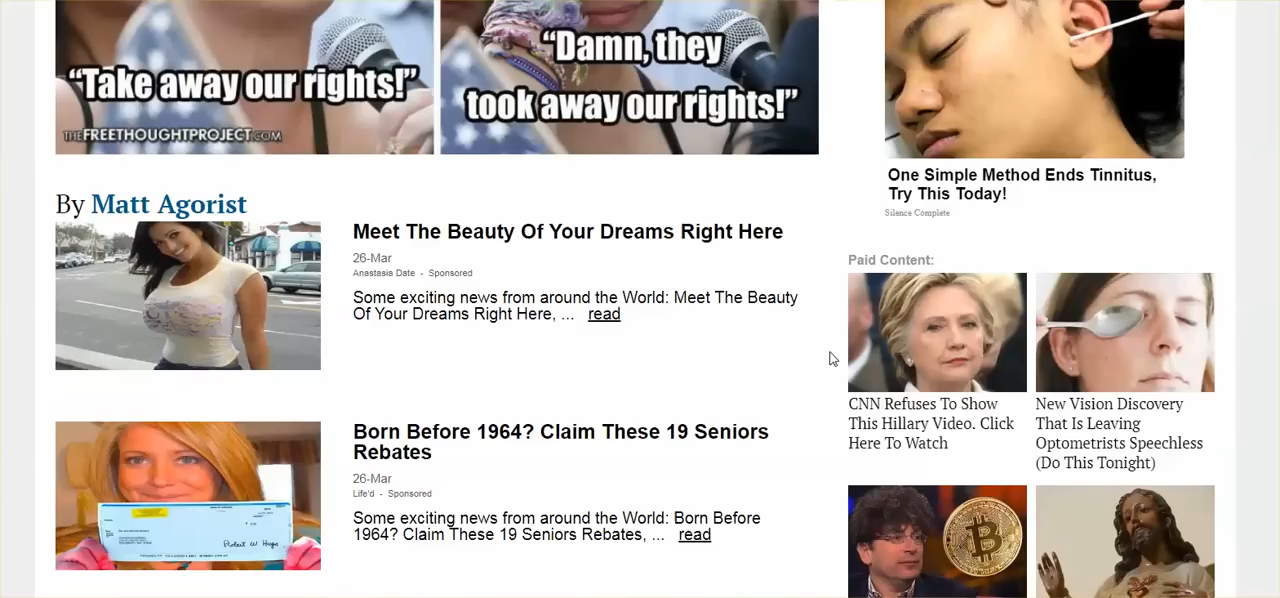 “Take away our rights!”
THEFREETHOUGHTPROJECT.COM
“Damn, they
took away our rights!”
By Matt Agorist
Meet The Beauty Of Your Dreams Right Here
26-Mar
Anastasia Date - Sponsored
Some exciting news from around the World: Meet The Beauty
Of Your Dreams Right Here, ... read
Born Before 1964? Claim These 19 Seniors
Rebates
26-Mar
Life'd - Sponsored
Some exciting news from around the World: Born Before
1964? Claim These 19 Seniors Rebates, ... read
One Simple Method Ends Tinnitus,
Try This Today!
Silence Complete
Paid Content:
CNN Refuses To Show
This Hillary Video. Click
Here To Watch
New Vision Discovery
That Is Leaving
Optometrists Speechless
(Do This Tonight)